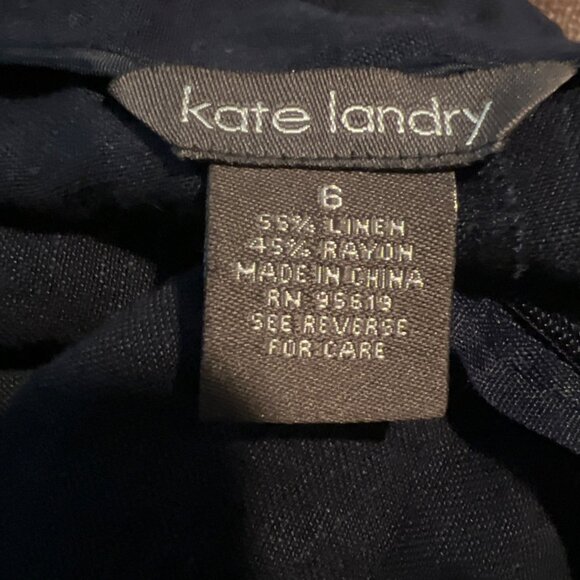 kate landry
6
55% LINEN
45% RAYON
MADE IN CHINA
RN 95619
SEE REVERSE
FOR CARE